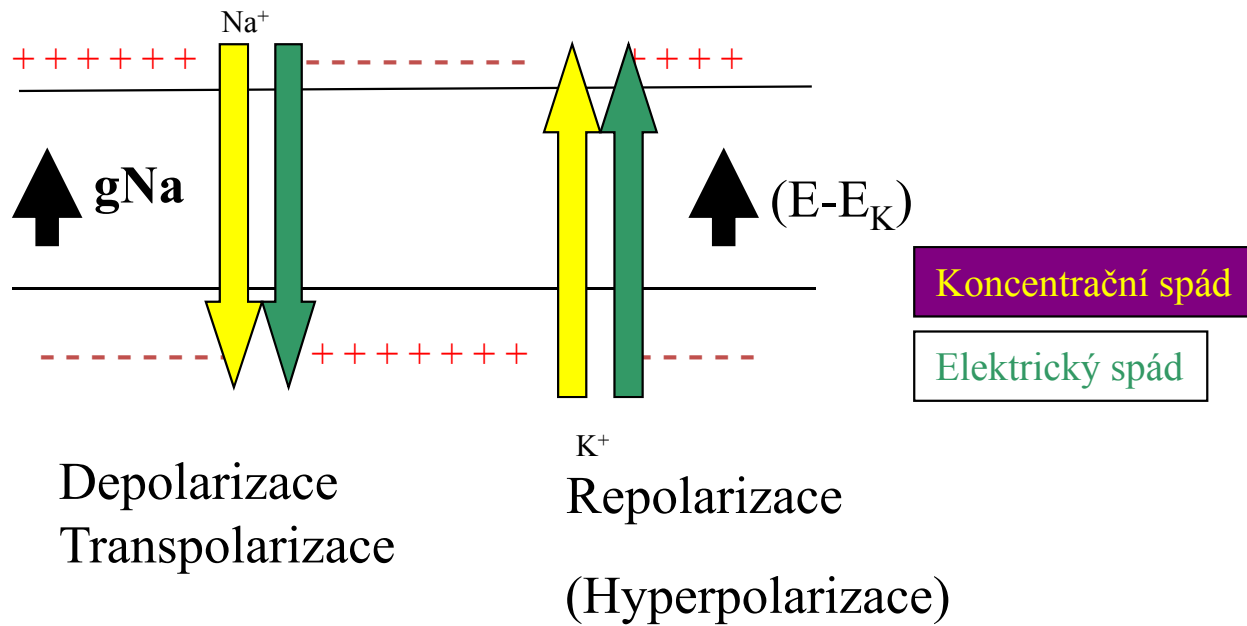 Na⁺
+ + + + + + – – – – – – – – + + + +
gNa
(E-E_K)
Koncentrační spád
Elektrický spád
– – – – – – – + + + + + + + – – – –
K⁺
Depolarizace
Transpolarizace
Repolarizace
(Hyperpolarizace)